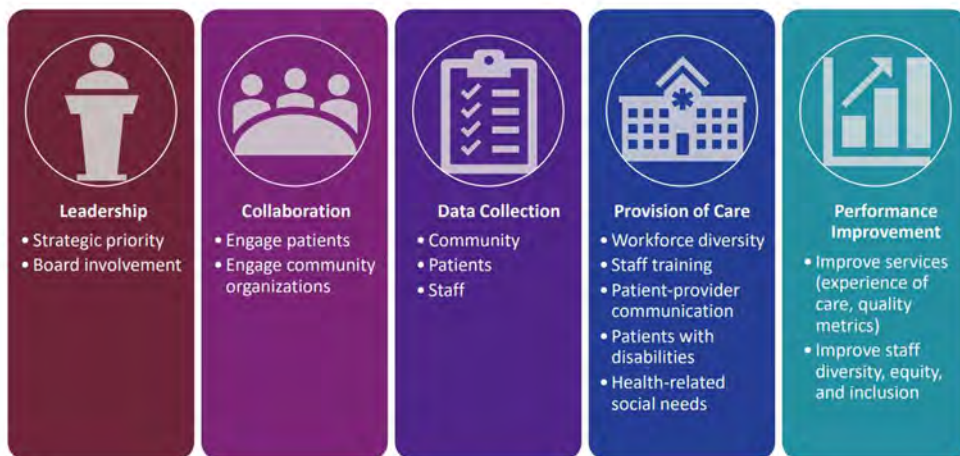 Leadership
• Strategic priority
• Board involvement
Collaboration
• Engage patients
• Engage community
organizations
Data Collection
• Community
• Patients
• Staff
Provision of Care
• Workforce diversity
• Staff training
• Patient-provider
communication
• Patients with
disabilities
• Health-related
social needs
Performance
Improvement
• Improve services
(experience of
care, quality
metrics)
• Improve staff
diversity, equity,
and inclusion